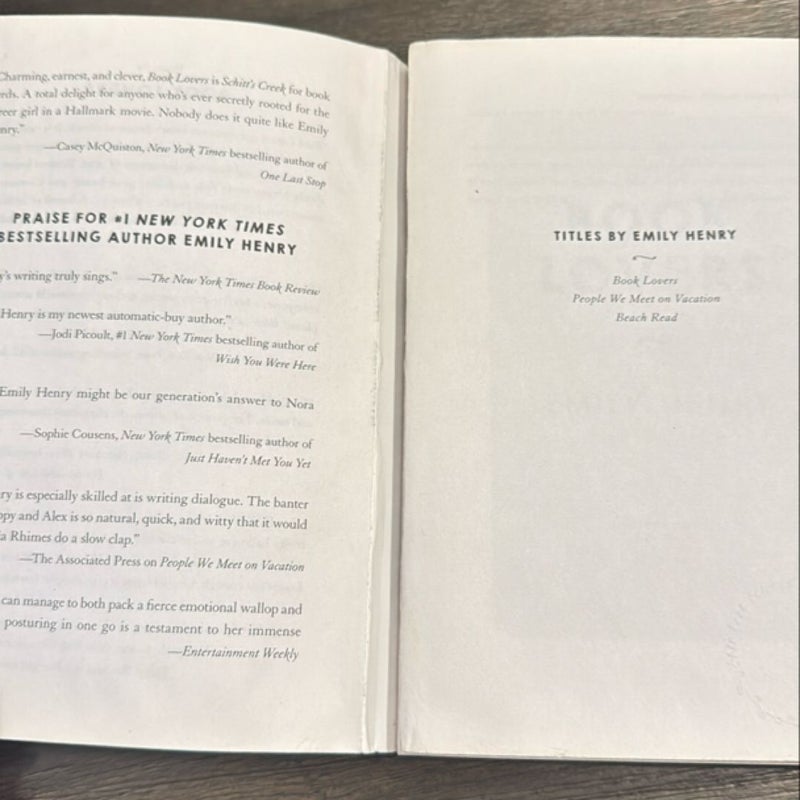 Charming, earnest, and clever, Book Lovers is Schitt's Creek for book
rds. A total delight for anyone who's ever secretly rooted for the
reer girl in a Hallmark movie. Nobody does it quite like Emily
nry."
—Casey McQuiston, New York Times bestselling author of
One Last Stop
PRAISE FOR #1 NEW YORK TIMES
BESTSELLING AUTHOR EMILY HENRY
y's writing truly sings." —The New York Times Book Review
Henry is my newest automatic-buy author."
—Jodi Picoult, #1 New York Times bestselling author of
Wish You Were Here
Emily Henry might be our generation's answer to Nora
—Sophie Cousens, New York Times bestselling author of
Just Haven't Met You Yet
ry is especially skilled at is writing dialogue. The banter
ppy and Alex is so natural, quick, and witty that it would
a Rhimes do a slow clap."
—The Associated Press on People We Meet on Vacation
can manage to both pack a fierce emotional wallop and
posturing in one go is a testament to her immense
—Entertainment Weekly
TITLES BY EMILY HENRY
Book Lovers
People We Meet on Vacation
Beach Read